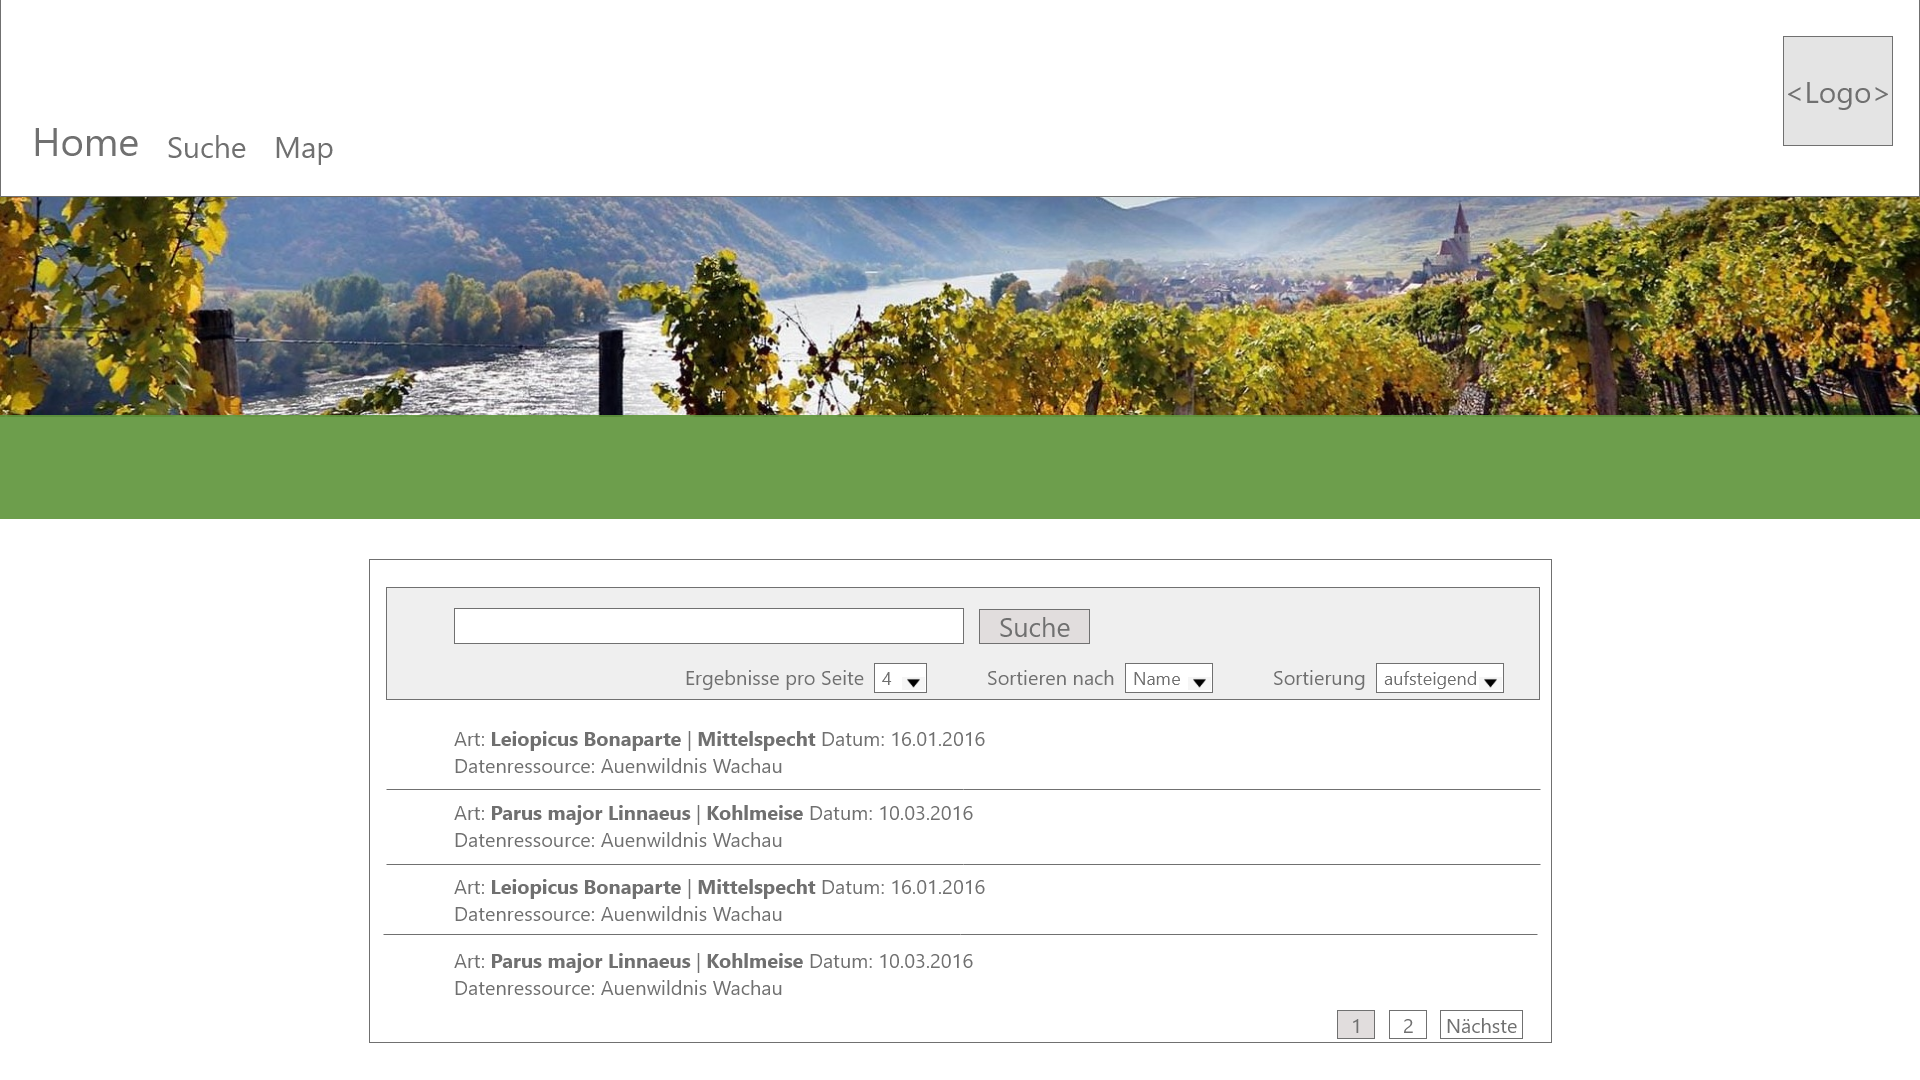 <Logo>
Home Suche Map
Suche
Ergebnisse pro Seite 4 Sortieren nach Name Sortierung aufsteigend
Art: Leiopicus Bonaparte | Mittelspecht Datum: 16.01.2016
Datenressource: Auenwildnis Wachau
Art: Parus major Linnaeus | Kohlmeise Datum: 10.03.2016
Datenressource: Auenwildnis Wachau
Art: Leiopicus Bonaparte | Mittelspecht Datum: 16.01.2016
Datenressource: Auenwildnis Wachau
Art: Parus major Linnaeus | Kohlmeise Datum: 10.03.2016
Datenressource: Auenwildnis Wachau
1 2 Nächste